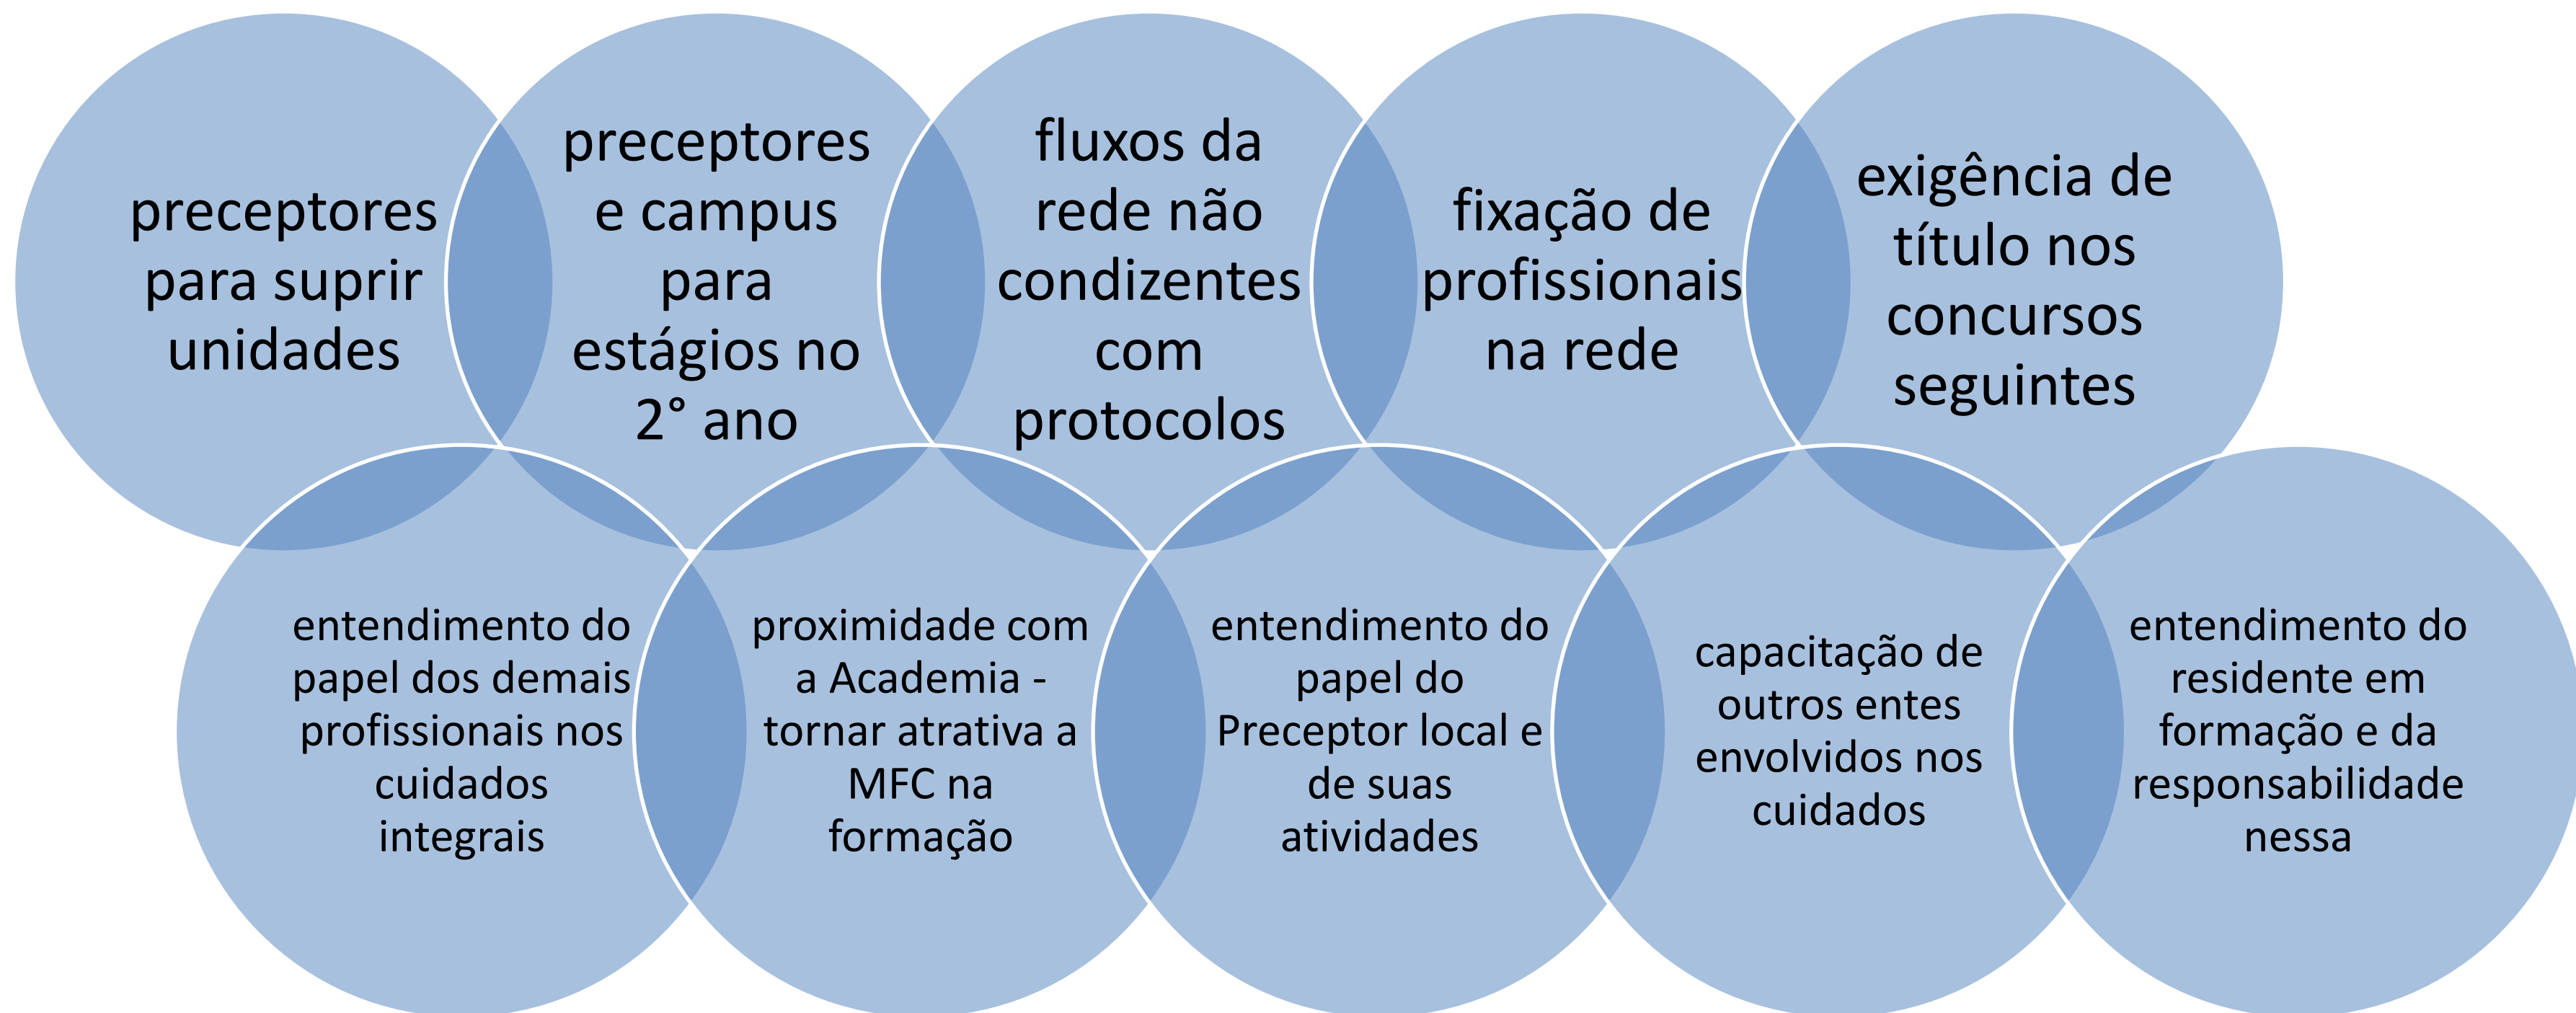 preceptores
para suprir
unidades
preceptores
e campus
para
estágios no
2° ano
fluxos da
rede não
condizentes
com
protocolos
fixação de
profissionais
na rede
exigência de
título nos
concursos
seguintes
entendimento do
papel dos demais
profissionais nos
cuidados
integrais
proximidade com
a Academia -
tornar atrativa a
MFC na
formação
entendimento do
papel do
Preceptor local e
de suas
atividades
capacitação de
outros entes
envolvidos nos
cuidados
entendimento do
residente em
formação e da
responsabilidade
nessa